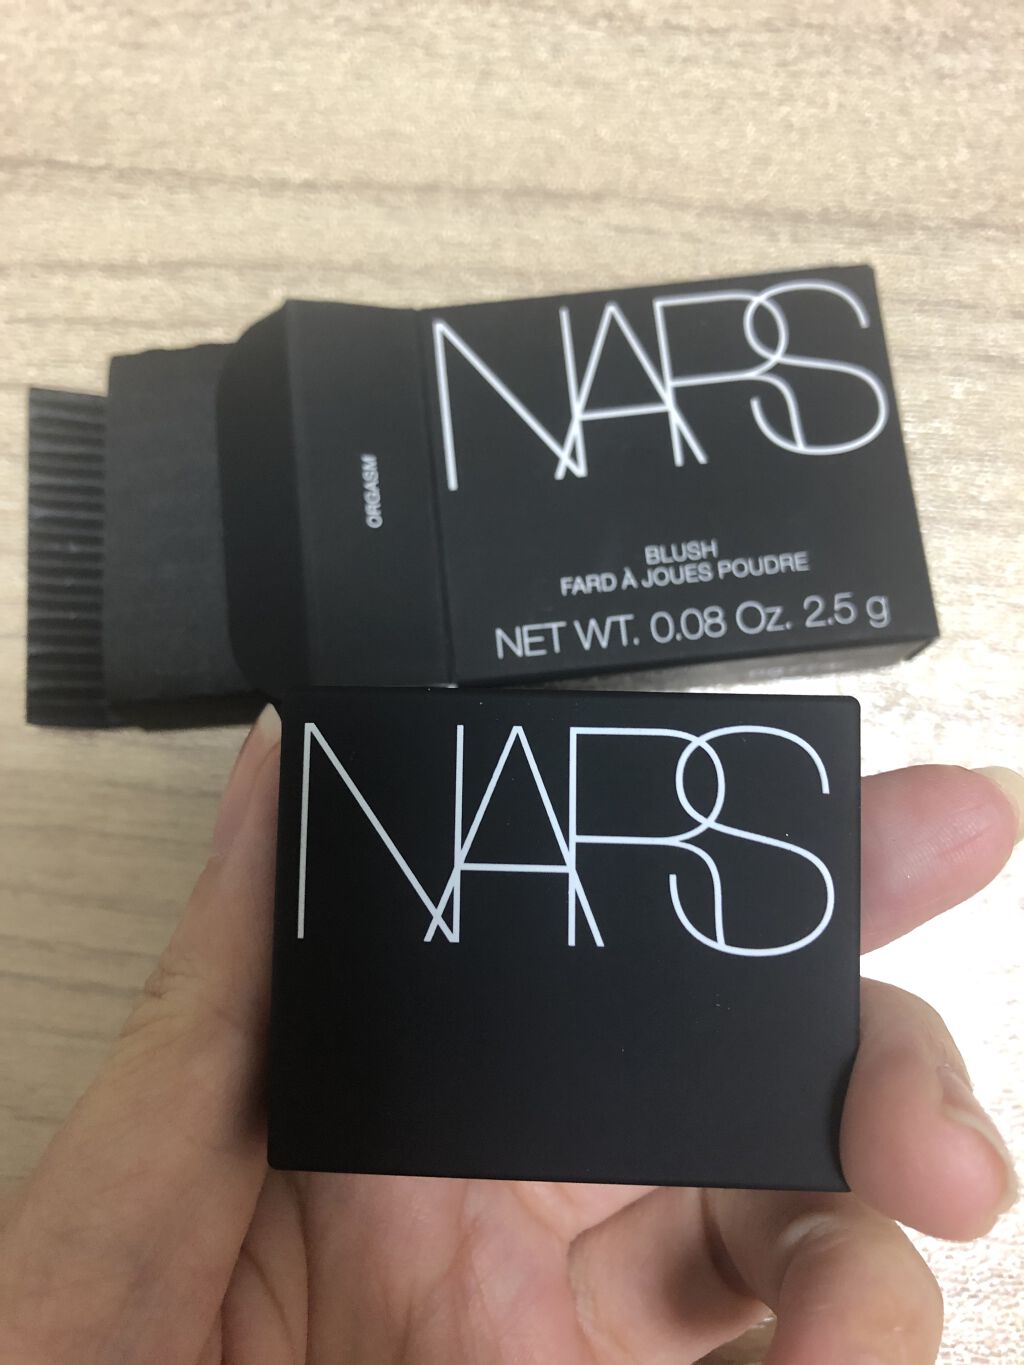 NARS
ORGASM
BLUSH
FARD À JOUES POUDRE
NET WT. 0.08 Oz. 2.5 g
NARS